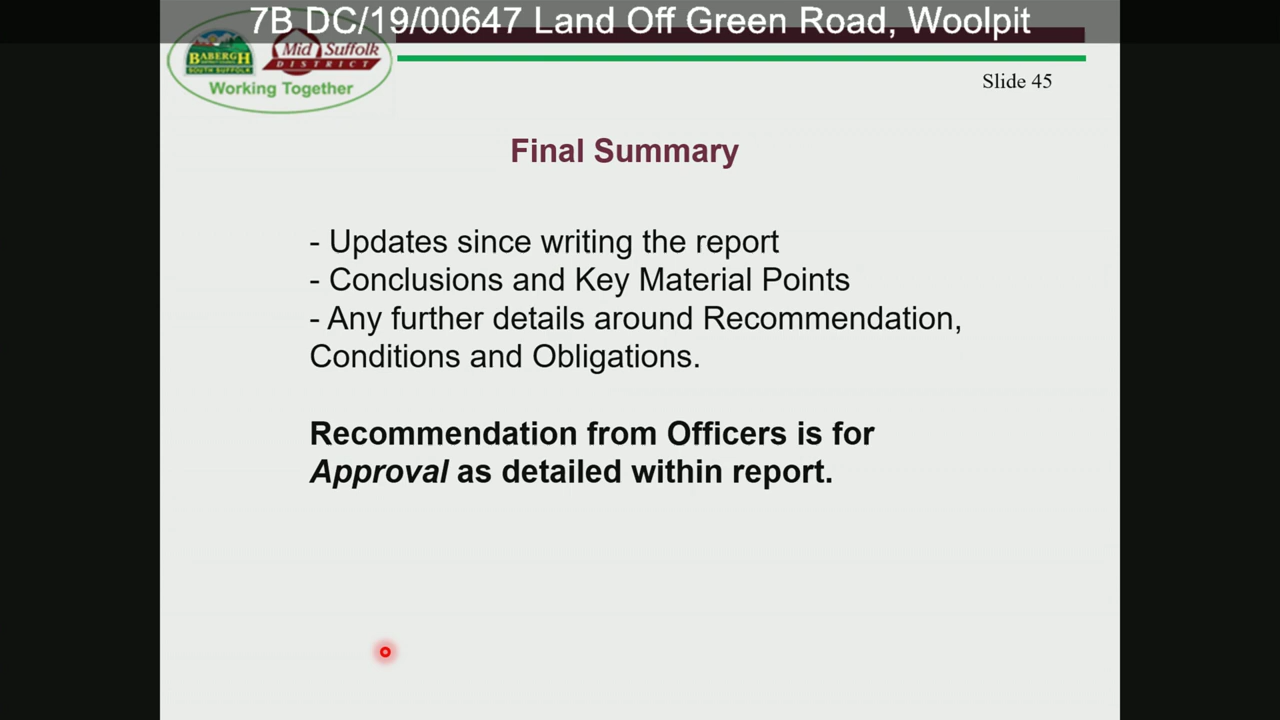 7B DC/19/00647 Land Off Green Road, Woolpit
BABERGH
SOUTH SUFFOLK
Mid Suffolk
DISTRICT
Working Together
Slide 45
Final Summary
- Updates since writing the report
- Conclusions and Key Material Points
- Any further details around Recommendation,
Conditions and Obligations.
Recommendation from Officers is for
Approval as detailed within report.